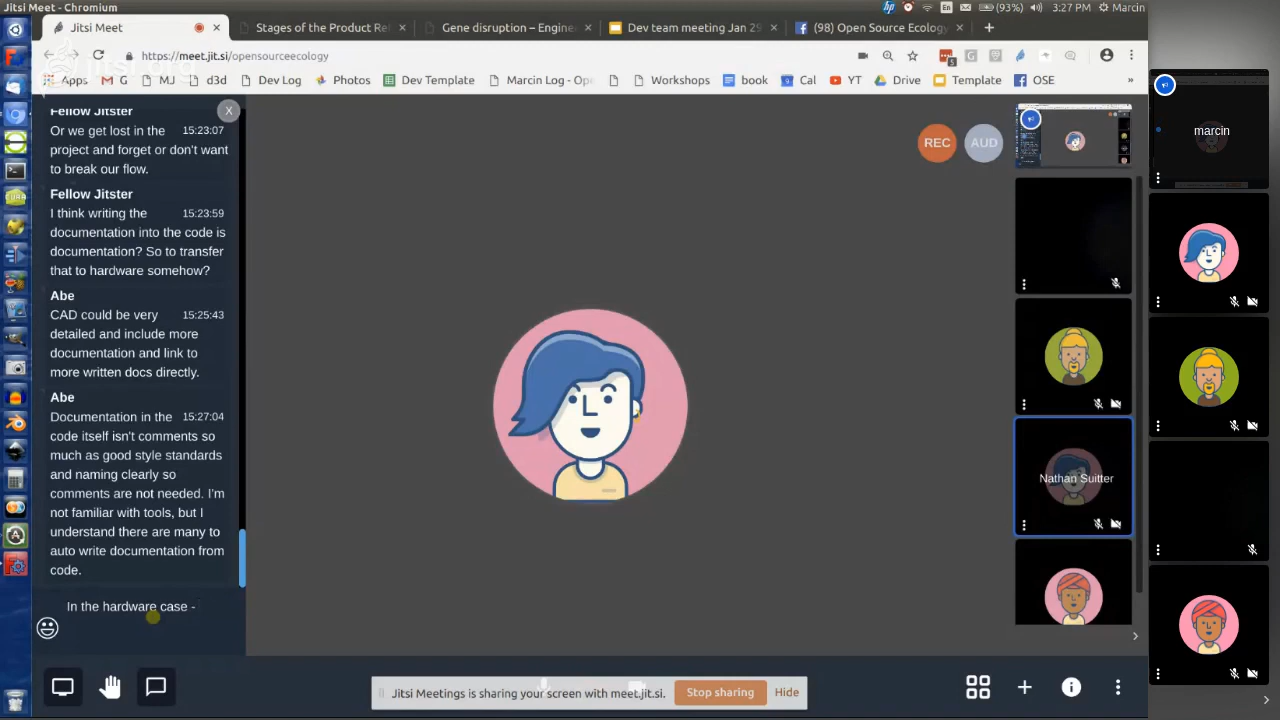 Jitsi Meet - Chromium
hp
En
(93%)
3:27 PM
Marcin
Jitsi Meet
Stages of the Product Rel
Gene disruption – Engine
Dev team meeting Jan 29
(98) Open Source Ecology
https://meet.jit.si/opensourceecology
5
Apps
G
MJ
d3d
Dev Log
Photos
Dev Template
Marcin Log - Ope
Workshops
book
Cal
YT
Drive
Template
OSE
»
Fellow Jitster
X
Or we get lost in the
15:23:07
project and forget or don't want
to break our flow.
Fellow Jitster
I think writing the
15:23:59
documentation into the code is
documentation? So to transfer
that to hardware somehow?
Abe
CAD could be very
15:25:43
detailed and include more
documentation and link to
more written docs directly.
Abe
Documentation in the
15:27:04
code itself isn't comments so
much as good style standards
and naming clearly so
comments are not needed. I'm
not familiar with tools, but I
understand there are many to
auto write documentation from
code.
In the hardware case -
REC
AUD
Nathan Suitter
marcin
Jitsi Meetings is sharing your screen with meet.jit.si.
Stop sharing
Hide